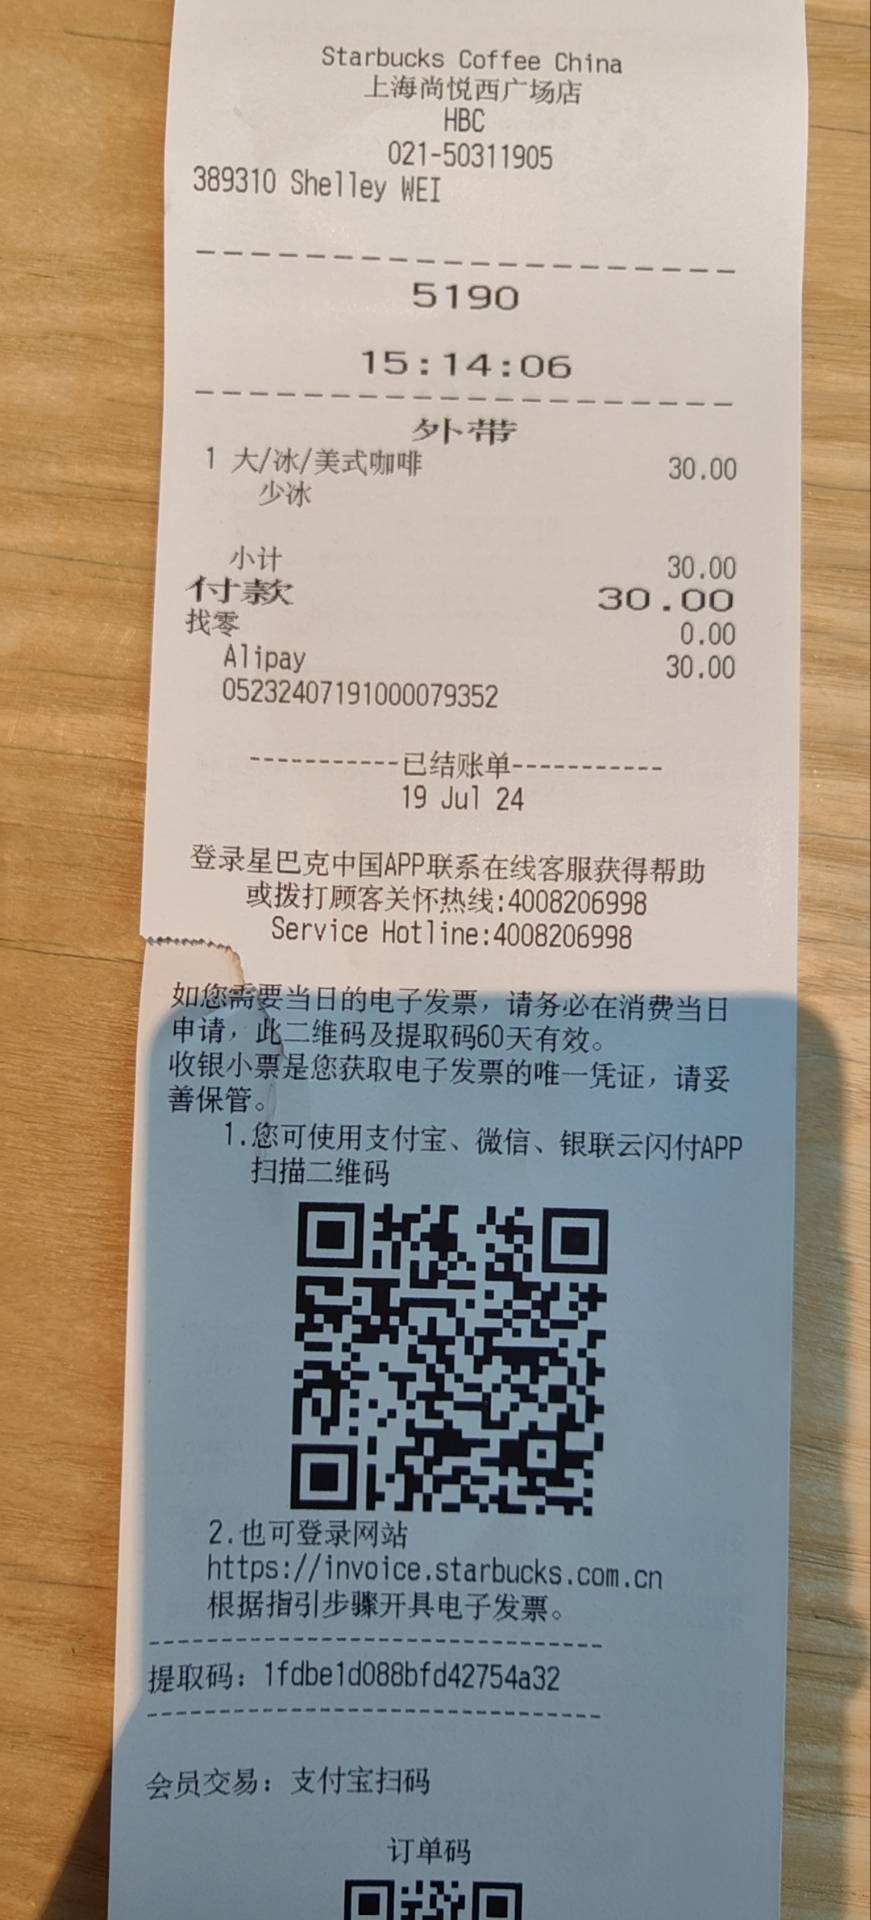 Starbucks Coffee China
上海尚悦西广场店
HBC
021-50311905
389310 Shelley WEI
5190
15:14:06
外带
1 大/冰/美式咖啡 30.00
少冰
小计 30.00
付款 30.00
找零 0.00
Alipay 30.00
05232407191000079352
-----------已结账单-----------
19 Jul 24
登录星巴克中国APP联系在线客服获得帮助
或拨打顾客关怀热线:4008206998
Service Hotline:4008206998
如您需要当日的电子发票，请务必在消费当日
申请，此二维码及提取码60天有效。
收银小票是您获取电子发票的唯一凭证，请妥
善保管。
1.您可使用支付宝、微信、银联云闪付APP
扫描二维码
2.也可登录网站
https://invoice.starbucks.com.cn
根据指引步骤开具电子发票。
提取码：1fdbe1d088bfd42754a32
会员交易：支付宝扫码
订单码